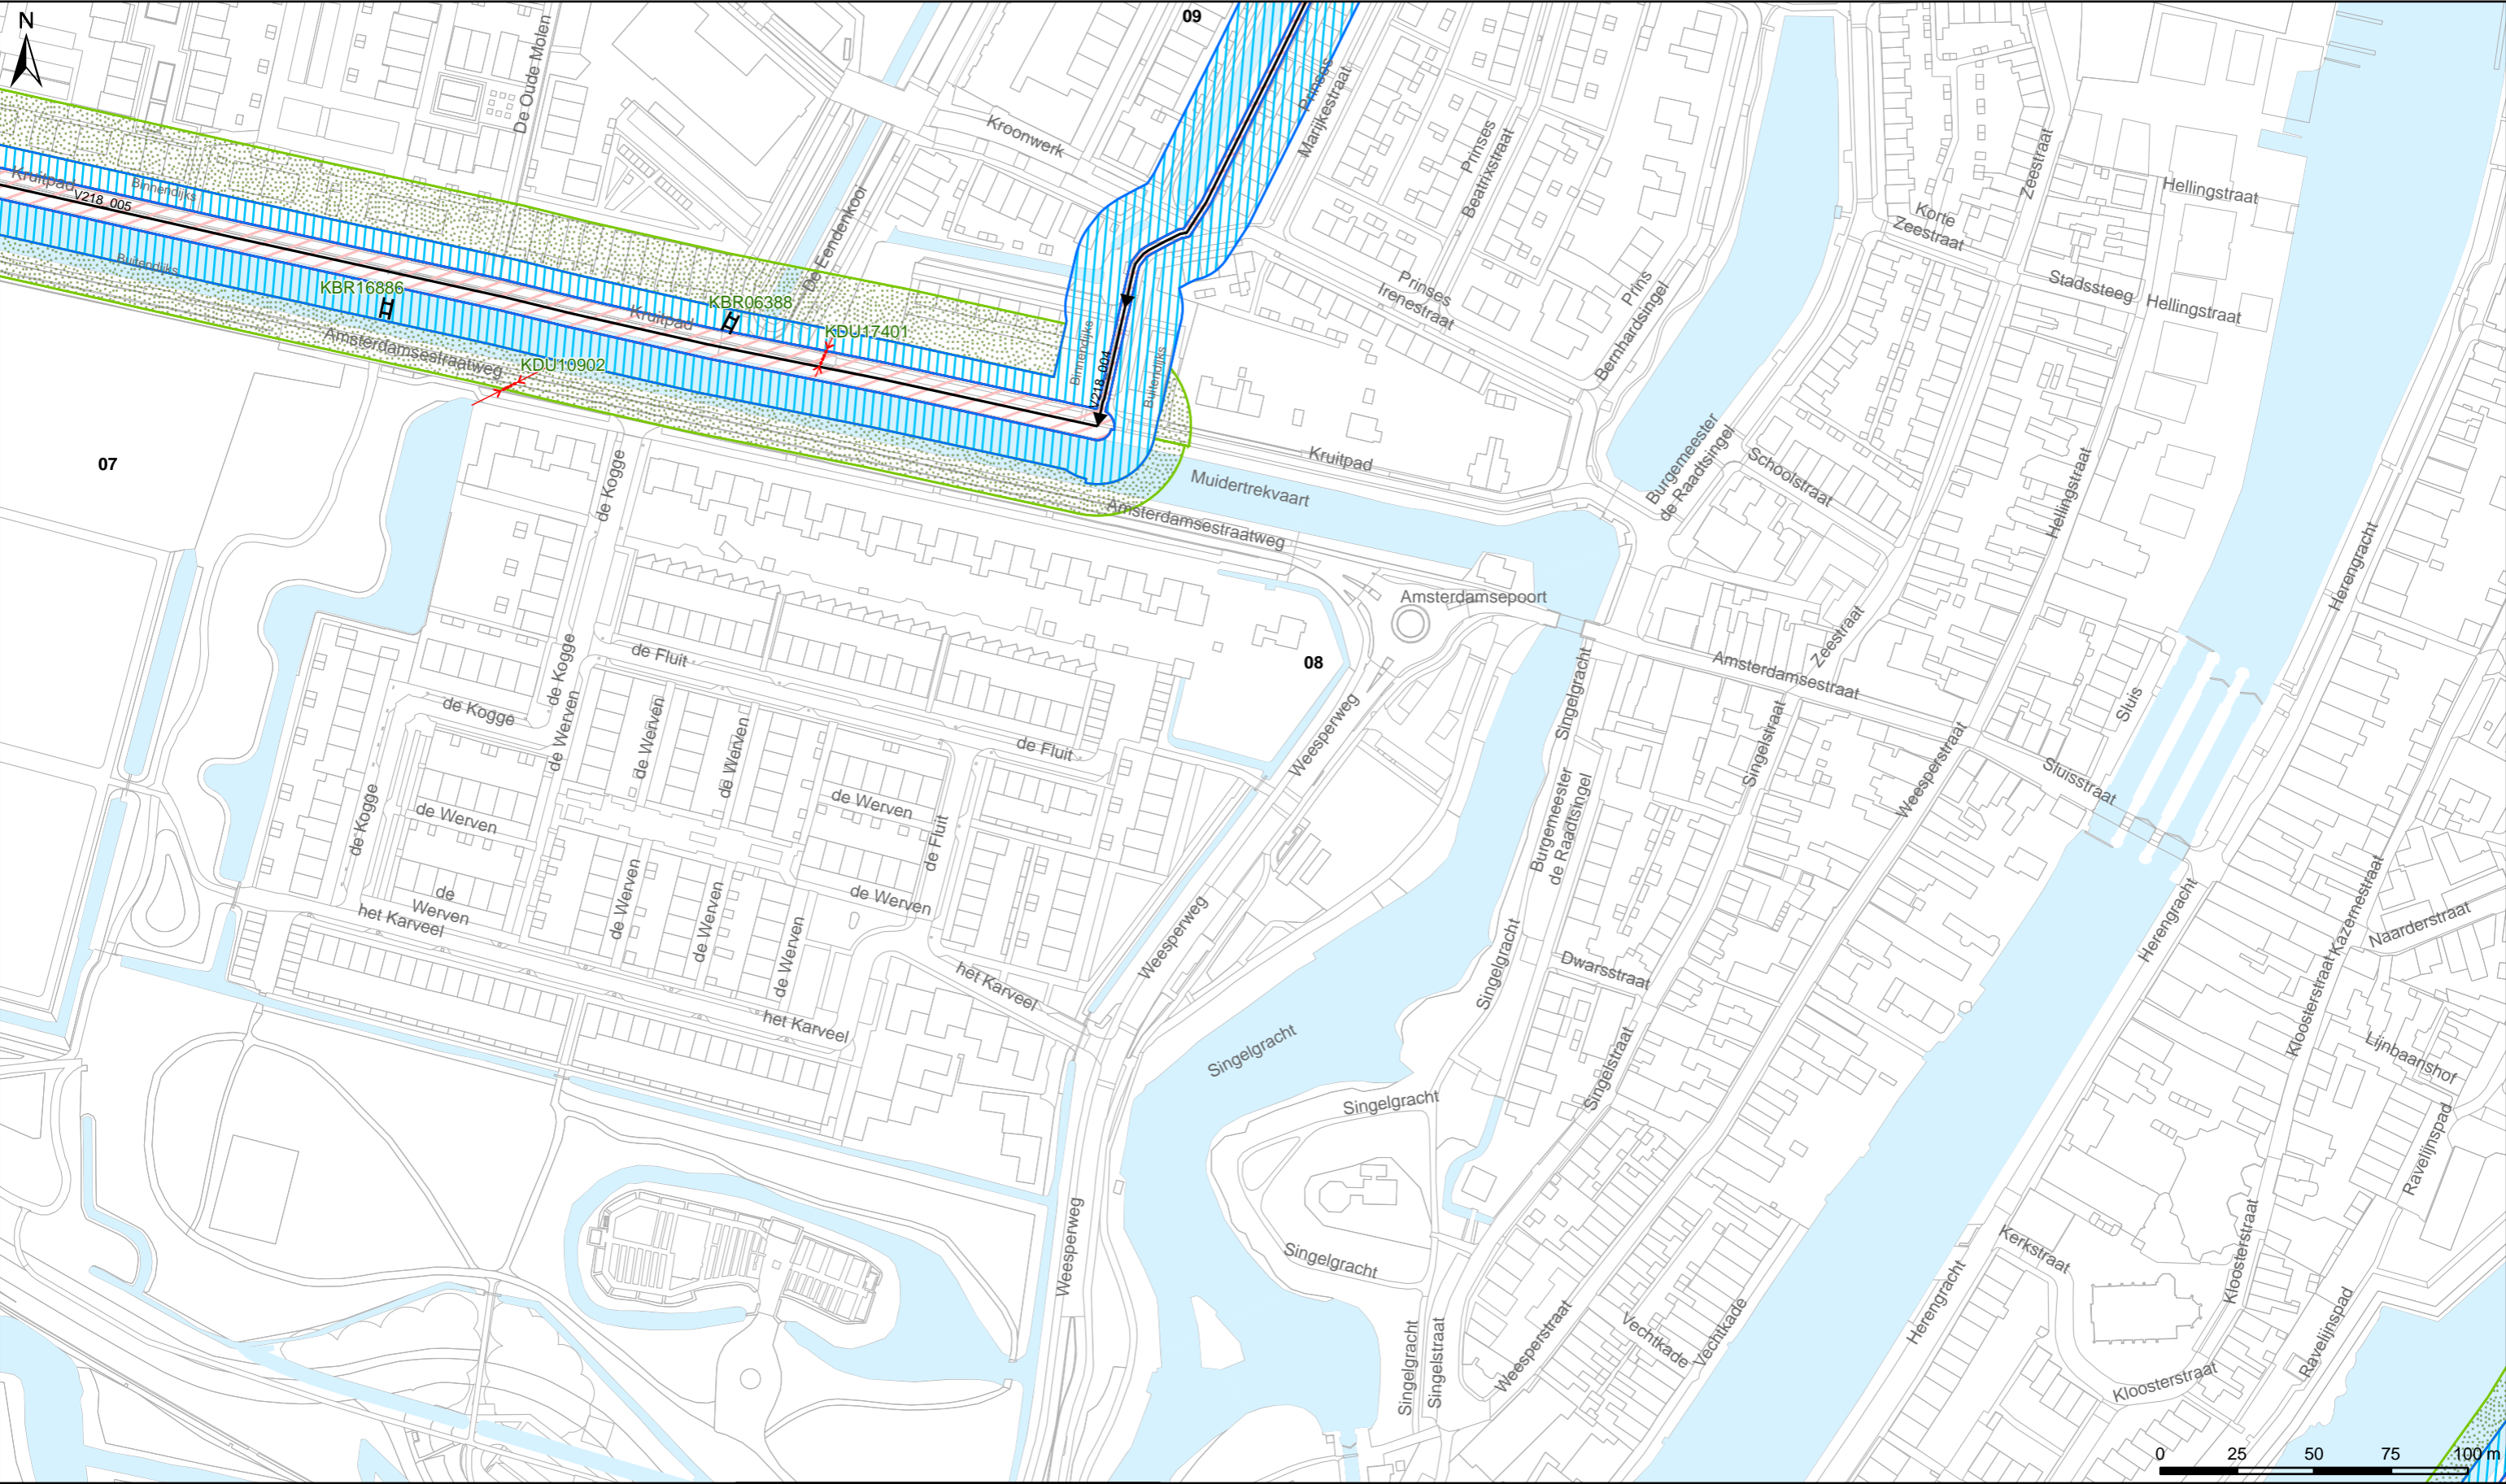 N
09
De Oude Molen
Kroonwerk
Prinses
Marijkestraat
Prinses
Beatrixstraat
Zeestraat
Hellingstraat
Korte
Zeestraat
Kruitpad
Binnendijks
V218_005
De Eendenkooi
Buitendijks
KBR16886
KBR06388
Kruitpad
KDU17401
Prinses
Irenestraat
Prins
Bernhardsingel
Stadssteeg
Hellingstraat
Amsterdamsestraatweg
KDU10902
Binnendijks
V218_004
Buitendijks
07
de Kogge
Kruitpad
Muidertrekvaart
Amsterdamsestraatweg
Burgemeester
de Raadtsingel
Schoolstraat
Hellingstraat
Herengracht
Amsterdamsepoort
de Fluit
de Kogge
08
Singelgracht
Amsterdamsestraat
Zeestraat
Sluis
de Kogge
de Werven
de Werven
de Werven
de Fluit
Weesperweg
Singelstraat
Weesperstraat
Sluisstraat
de Kogge
de Werven
de Werven
de Fluit
Burgemeester
de Raadtsingel
de
Werven
het Karveel
de Werven
de Werven
de Werven
de Werven
Weesperweg
Singelgracht
Dwarsstraat
Herengracht
Kazernestraat
Naarderstraat
het Karveel
het Karveel
Singelgracht
Kloosterstraat
Lijnbaanshof
Singelgracht
Singelstraat
Ravelijnspad
Weesperweg
Singelgracht
Kerkstraat
Kloosterstraat
Herengracht
Singelgracht
Singelstraat
Weesperstraat
Vechtkade
Vechtkade
Kloosterstraat
Ravelijnspad
0 25 50 75 100 m